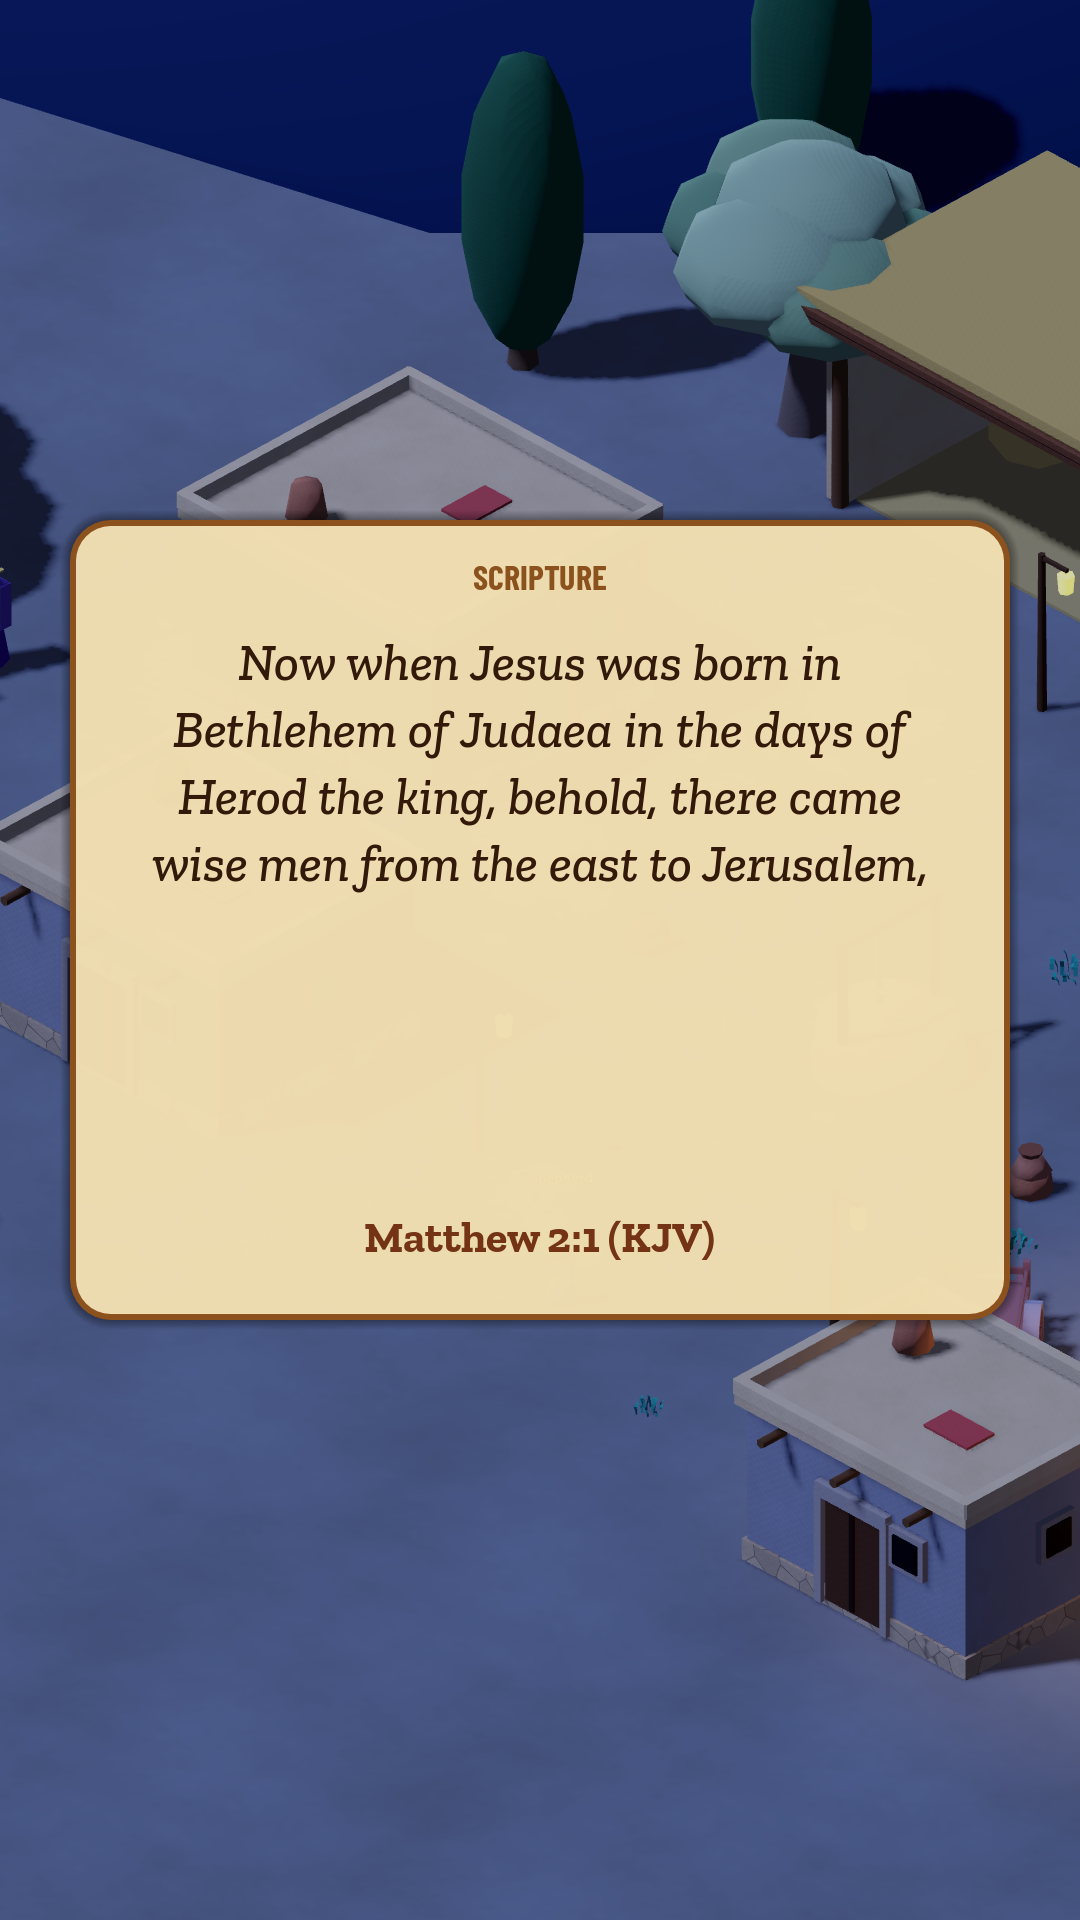 SCRIPTURE
Now when Jesus was born in
Bethlehem of Judaea in the days of
Herod the king, behold, there came
wise men from the east to Jerusalem,
Matthew 2:1 (KJV)